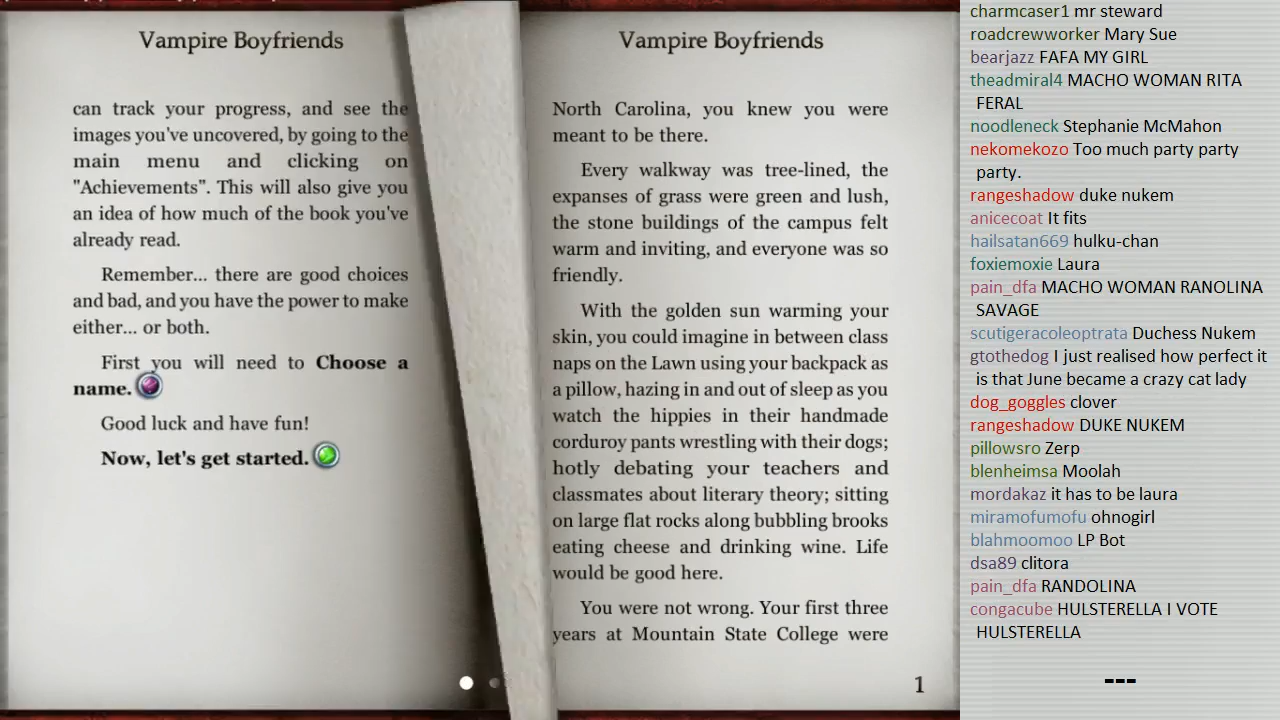 Vampire Boyfriends
can track your progress, and see the
images you've uncovered, by going to the
main menu and clicking on
"Achievements". This will also give you
an idea of how much of the book you've
already read.
Remember... there are good choices
and bad, and you have the power to make
either... or both.
First you will need to Choose a
name.
Good luck and have fun!
Now, let's get started.
Vampire Boyfriends
North Carolina, you knew you were
meant to be there.
Every walkway was tree-lined, the
expanses of grass were green and lush,
the stone buildings of the campus felt
warm and inviting, and everyone was so
friendly.
With the golden sun warming your
skin, you could imagine in between class
naps on the Lawn using your backpack as
a pillow, hazing in and out of sleep as you
watch the hippies in their handmade
corduroy pants wrestling with their dogs;
hotly debating your teachers and
classmates about literary theory; sitting
on large flat rocks along bubbling brooks
eating cheese and drinking wine. Life
would be good here.
You were not wrong. Your first three
years at Mountain State College were
1
charmcaser1 mr steward
roadcrewworker Mary Sue
bearjazz FAFA MY GIRL
theadmiral4 MACHO WOMAN RITA
FERAL
noodleneck Stephanie McMahon
nekomekozo Too much party party
party.
rangeshadow duke nukem
anicecoat It fits
hailsatan669 hulku-chan
foxiemoxie Laura
pain_dfa MACHO WOMAN RANOLINA
SAVAGE
scutigeracoleoptrata Duchess Nukem
gtothedog I just realised how perfect it
is that June became a crazy cat lady
dog_goggles clover
rangeshadow DUKE NUKEM
pillowsro Zerp
blenheimsa Moolah
mordakaz it has to be laura
miramofumofu ohnogirl
blahmoomoo LP Bot
dsa89 clitora
pain_dfa RANDOLINA
congacube HULSTERELLA I VOTE
HULSTERELLA
---